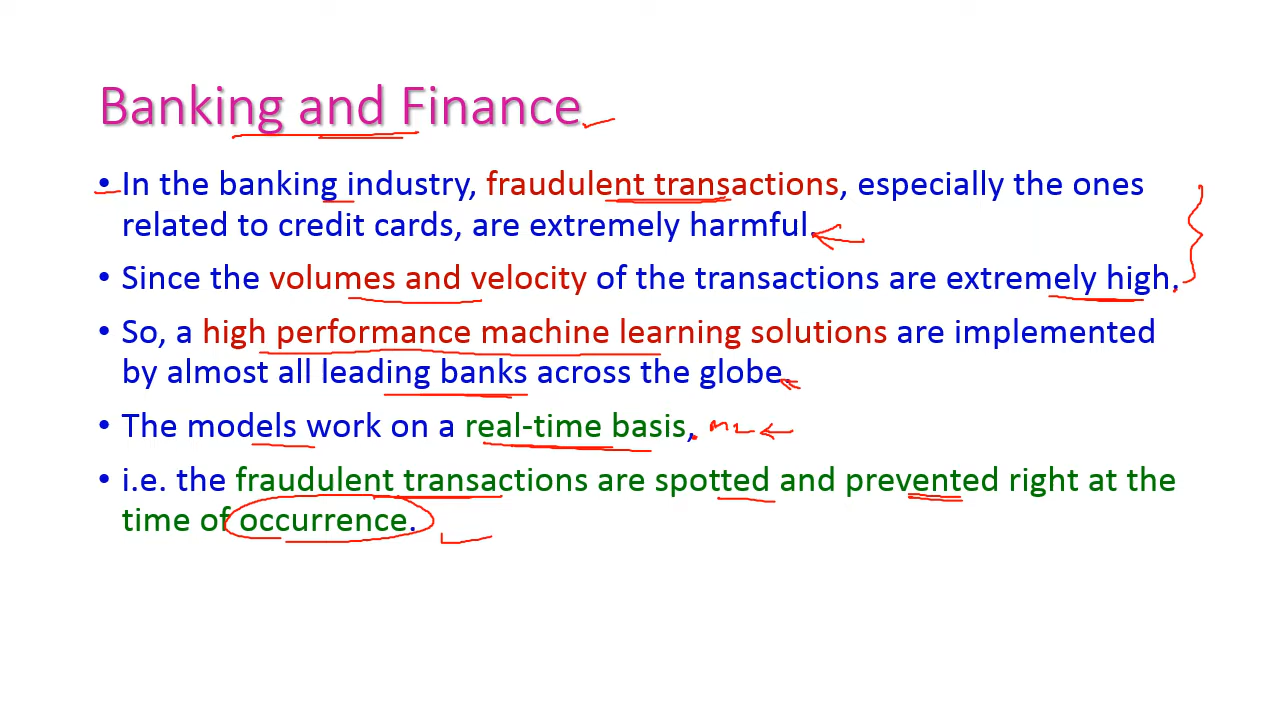 Banking and Finance
• In the banking industry, fraudulent transactions, especially the ones
related to credit cards, are extremely harmful.
• Since the volumes and velocity of the transactions are extremely high.
• So, a high performance machine learning solutions are implemented
by almost all leading banks across the globe.
• The models work on a real-time basis,
• i.e. the fraudulent transactions are spotted and prevented right at the
time of occurrence.